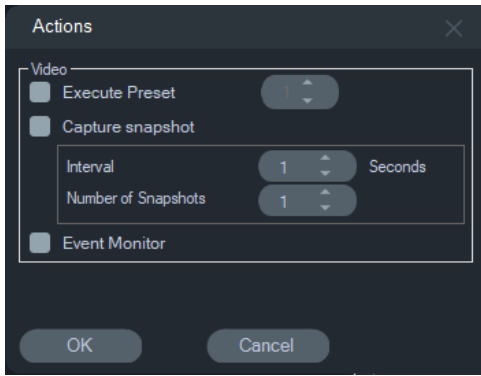 Actions
Video
Execute Preset 1
Capture snapshot
Interval 1 Seconds
Number of Snapshots 1
Event Monitor
OK Cancel